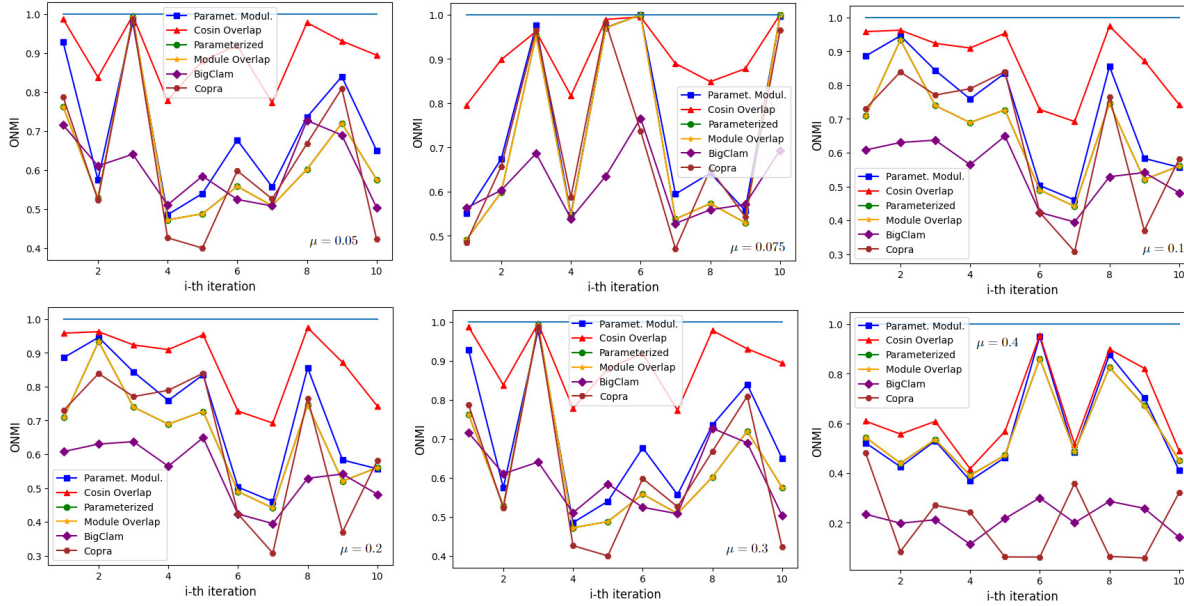 1.0
0.9
0.8
0.7
0.6
0.5
0.4
ONMI
Paramet. Modul.
Cosin Overlap
Parameterized
Module Overlap
BigClam
Copra
μ = 0.05
2 4 6 8 10
i-th iteration
1.0
0.9
0.8
0.7
0.6
0.5
ONMI
Paramet. Modul.
Cosin Overlap
Parameterized
Module Overlap
BigClam
Copra
μ = 0.075
2 4 6 8 10
i-th iteration
1.0
0.9
0.8
0.7
0.6
0.5
0.4
0.3
ONMI
Paramet. Modul.
Cosin Overlap
Parameterized
Module Overlap
BigClam
Copra
μ = 0.1
2 4 6 8 10
i-th iteration
1.0
0.9
0.8
0.7
0.6
0.5
0.4
0.3
ONMI
Paramet. Modul.
Cosin Overlap
Parameterized
Module Overlap
BigClam
Copra
μ = 0.2
2 4 6 8 10
i-th iteration
1.0
0.9
0.8
0.7
0.6
0.5
0.4
ONMI
Paramet. Modul.
Cosin Overlap
Parameterized
Module Overlap
BigClam
Copra
μ = 0.3
2 4 6 8 10
i-th iteration
1.0
0.8
0.6
0.4
0.2
ONMI
Paramet. Modul.
Cosin Overlap
Parameterized
Module Overlap
BigClam
Copra
μ = 0.4
2 4 6 8 10
i-th iteration